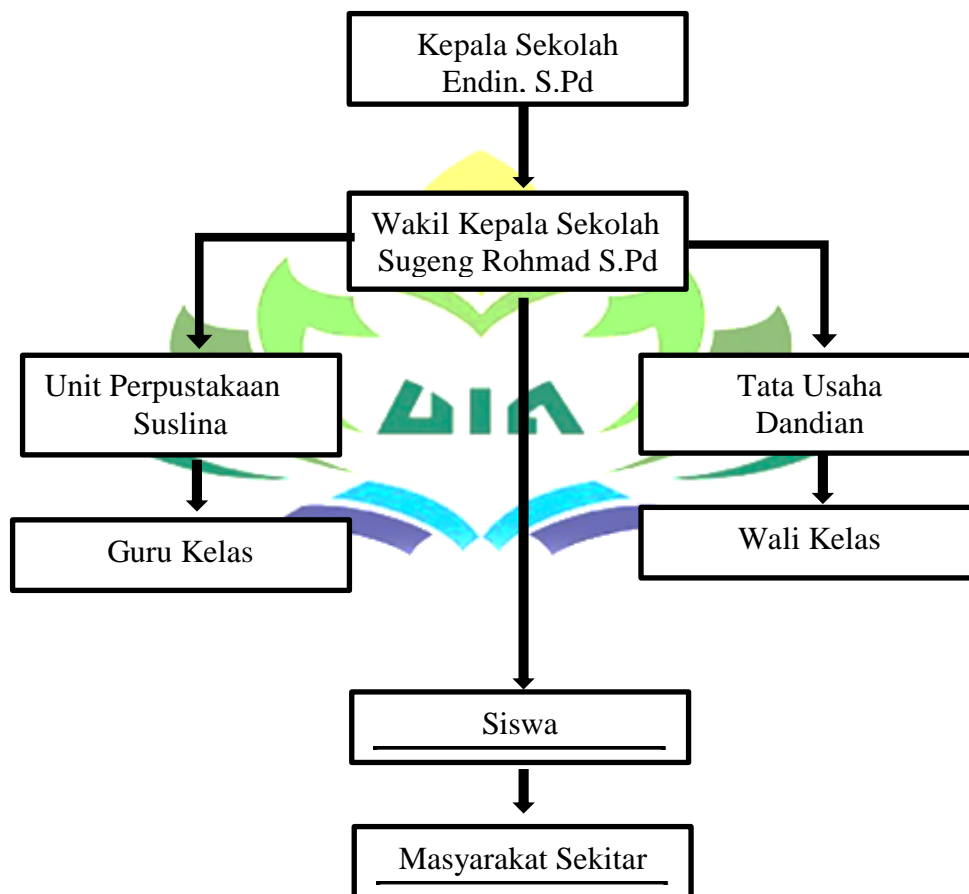 Kepala Sekolah
Endin, S.Pd
Wakil Kepala Sekolah
Sugeng Rohmad S.Pd
Unit Perpustakaan
Suslina
Tata Usaha
Dandian
Guru Kelas
Wali Kelas
Siswa
Masyarakat Sekitar